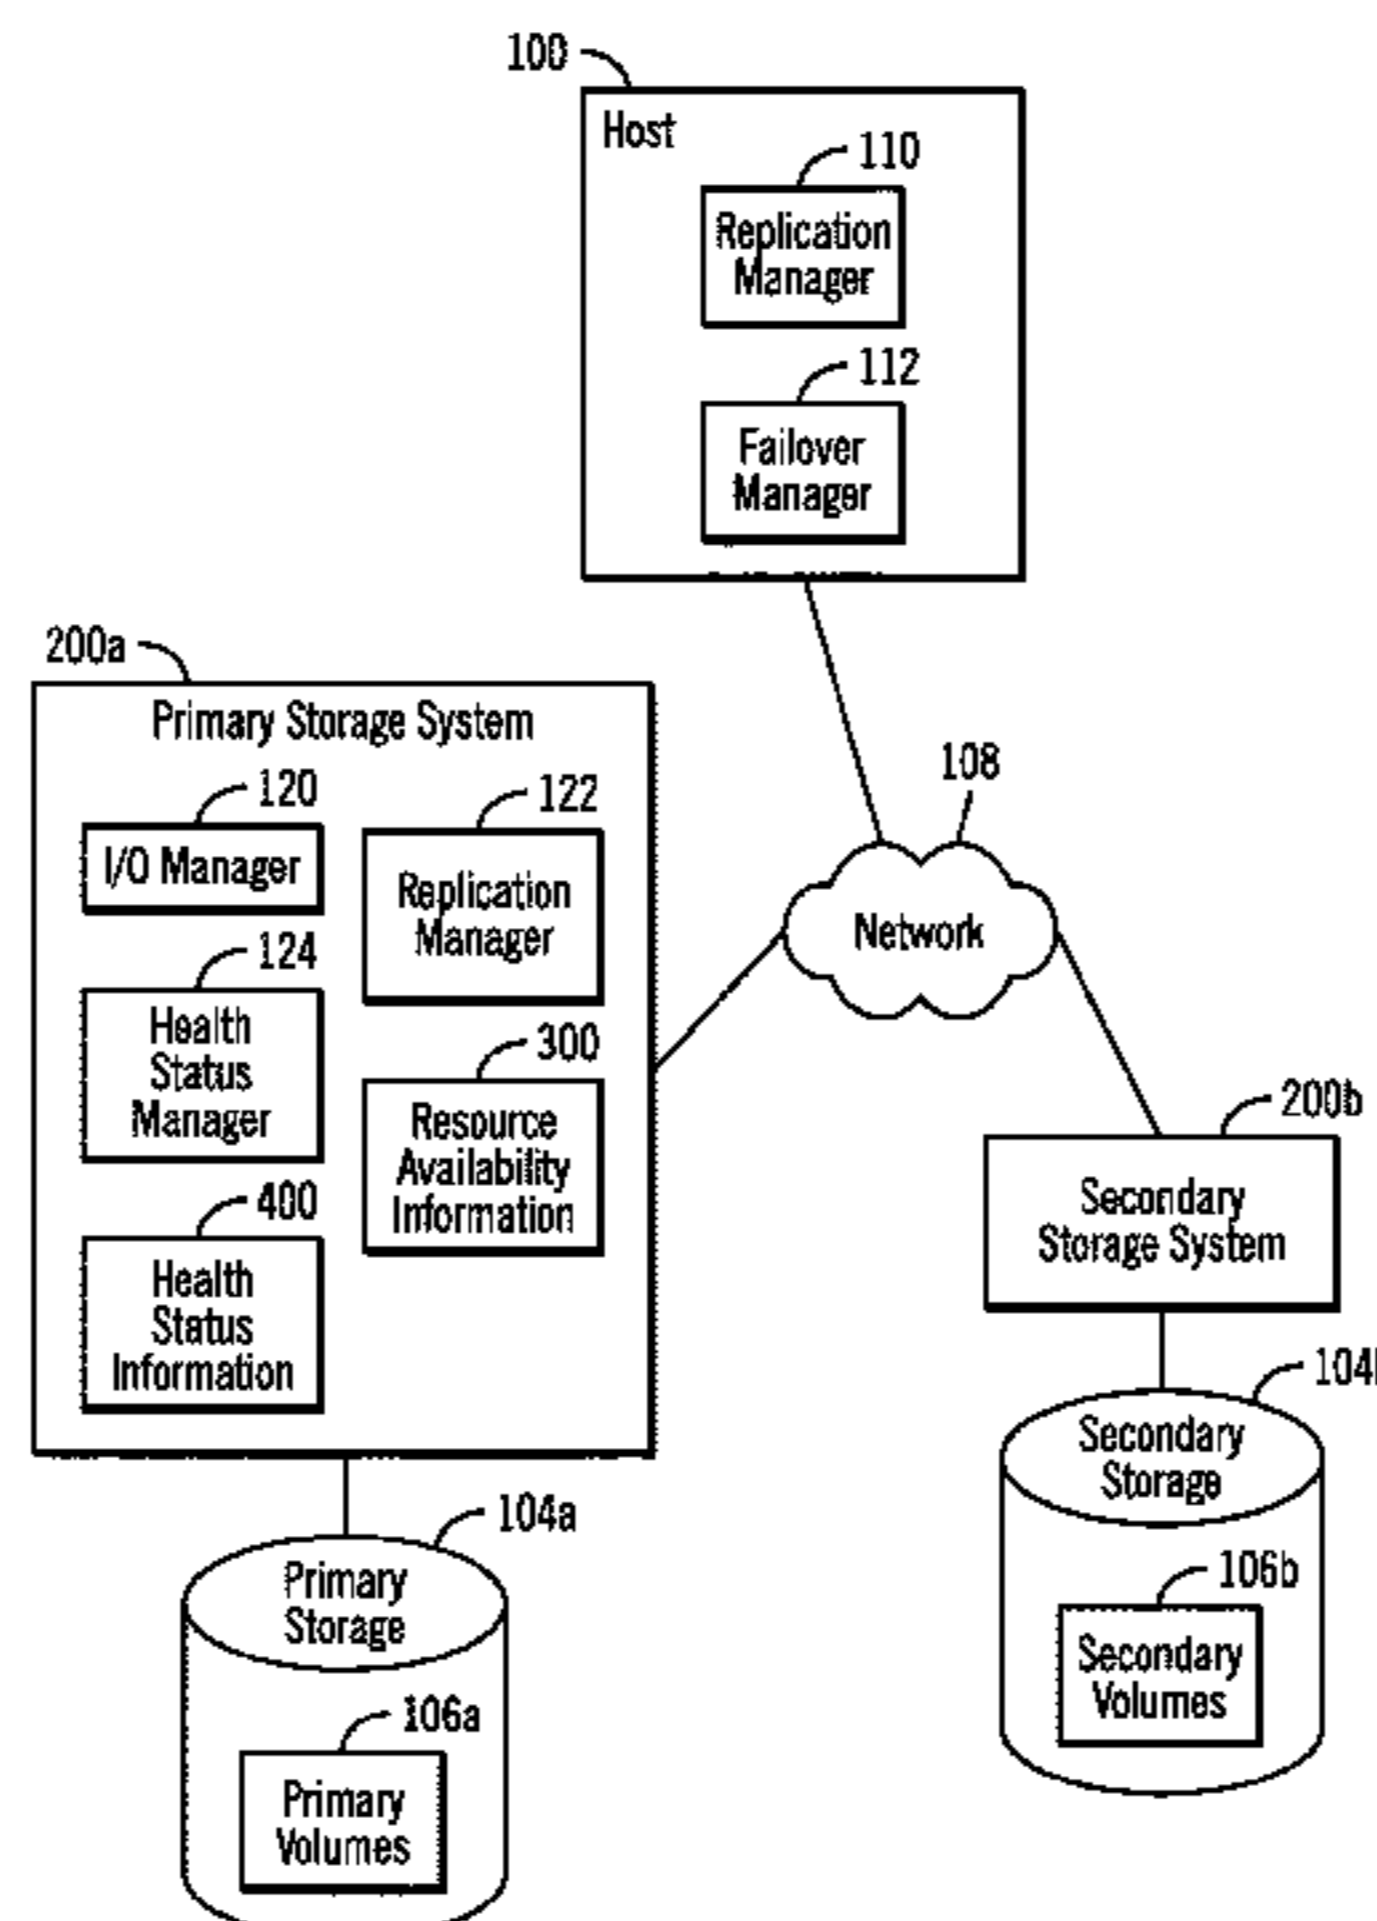 100
Host
110
Replication
Manager
112
Failover
Manager
200a
Primary Storage System
120
I/O Manager
122
Replication
Manager
124
Health
Status
Manager
300
Resource
Availability
Information
400
Health
Status
Information
108
Network
200b
Secondary
Storage System
104a
Primary
Storage
106a
Primary
Volumes
Secondary
Storage
106b
Secondary
Volumes